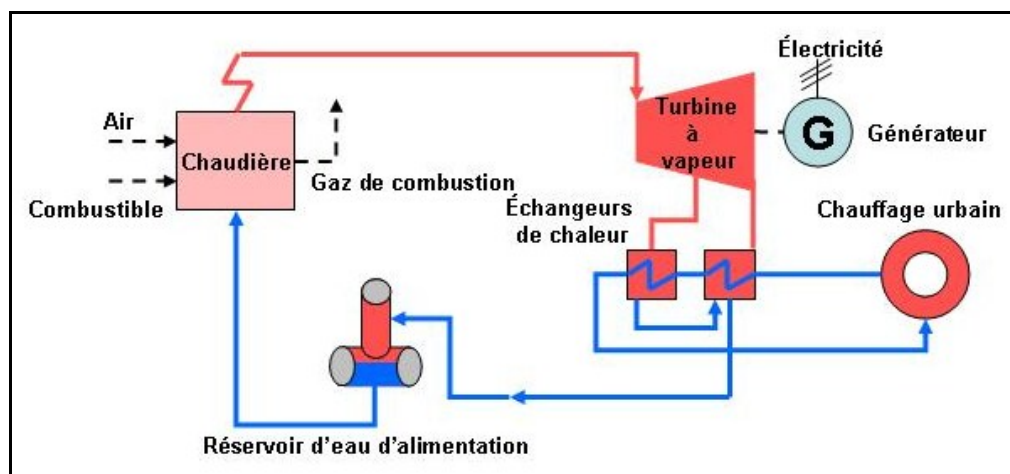 Électricité
Air
Chaudière
Combustible
Gaz de combustion
Turbine
à
vapeur
G
Générateur
Échangeurs
de chaleur
Chauffage urbain
Réservoir d'eau d'alimentation